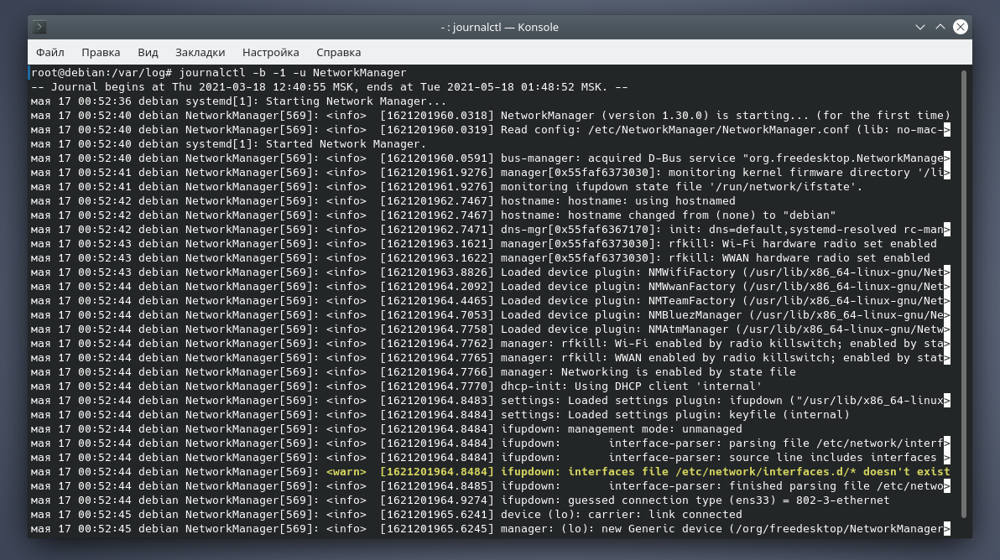 - : journalctl — Konsole
Файл Правка Вид Закладки Настройка Справка
root@debian:/var/log# journalctl -b -1 -u NetworkManager
-- Journal begins at Thu 2021-03-18 12:40:55 MSK, ends at Tue 2021-05-18 01:48:52 MSK. --
мая 17 00:52:36 debian systemd[1]: Starting Network Manager...
мая 17 00:52:40 debian NetworkManager[569]: <info>  [1621201960.0318] NetworkManager (version 1.30.0) is starting... (for the first time)
мая 17 00:52:40 debian NetworkManager[569]: <info>  [1621201960.0319] Read config: /etc/NetworkManager/NetworkManager.conf (lib: no-mac->
мая 17 00:52:40 debian systemd[1]: Started Network Manager.
мая 17 00:52:40 debian NetworkManager[569]: <info>  [1621201960.0591] bus-manager: acquired D-Bus service "org.freedesktop.NetworkManage>
мая 17 00:52:41 debian NetworkManager[569]: <info>  [1621201961.9276] manager[0x55faf6373030]: monitoring kernel firmware directory '/li>
мая 17 00:52:41 debian NetworkManager[569]: <info>  [1621201961.9276] monitoring ifupdown state file '/run/network/ifstate'.
мая 17 00:52:42 debian NetworkManager[569]: <info>  [1621201962.7467] hostname: hostname: using hostnamed
мая 17 00:52:42 debian NetworkManager[569]: <info>  [1621201962.7467] hostname: hostname changed from (none) to "debian"
мая 17 00:52:42 debian NetworkManager[569]: <info>  [1621201962.7471] dns-mgr[0x55faf6367170]: init: dns=default,systemd-resolved rc-man>
мая 17 00:52:43 debian NetworkManager[569]: <info>  [1621201963.1621] manager[0x55faf6373030]: rfkill: Wi-Fi hardware radio set enabled
мая 17 00:52:43 debian NetworkManager[569]: <info>  [1621201963.1622] manager[0x55faf6373030]: rfkill: WWAN hardware radio set enabled
мая 17 00:52:43 debian NetworkManager[569]: <info>  [1621201963.8826] Loaded device plugin: NMWifiFactory (/usr/lib/x86_64-linux-gnu/Net>
мая 17 00:52:44 debian NetworkManager[569]: <info>  [1621201964.2092] Loaded device plugin: NMWwanFactory (/usr/lib/x86_64-linux-gnu/Net>
мая 17 00:52:44 debian NetworkManager[569]: <info>  [1621201964.4465] Loaded device plugin: NMTeamFactory (/usr/lib/x86_64-linux-gnu/Net>
мая 17 00:52:44 debian NetworkManager[569]: <info>  [1621201964.7053] Loaded device plugin: NMBluezManager (/usr/lib/x86_64-linux-gnu/Ne>
мая 17 00:52:44 debian NetworkManager[569]: <info>  [1621201964.7758] Loaded device plugin: NMAtmManager (/usr/lib/x86_64-linux-gnu/Netw>
мая 17 00:52:44 debian NetworkManager[569]: <info>  [1621201964.7762] manager: rfkill: Wi-Fi enabled by radio killswitch; enabled by sta>
мая 17 00:52:44 debian NetworkManager[569]: <info>  [1621201964.7765] manager: rfkill: WWAN enabled by radio killswitch; enabled by stat>
мая 17 00:52:44 debian NetworkManager[569]: <info>  [1621201964.7766] manager: Networking is enabled by state file
мая 17 00:52:44 debian NetworkManager[569]: <info>  [1621201964.7770] dhcp-init: Using DHCP client 'internal'
мая 17 00:52:44 debian NetworkManager[569]: <info>  [1621201964.8483] settings: Loaded settings plugin: ifupdown ("/usr/lib/x86_64-linux>
мая 17 00:52:44 debian NetworkManager[569]: <info>  [1621201964.8484] settings: Loaded settings plugin: keyfile (internal)
мая 17 00:52:44 debian NetworkManager[569]: <info>  [1621201964.8484] ifupdown: management mode: unmanaged
мая 17 00:52:44 debian NetworkManager[569]: <info>  [1621201964.8484] ifupdown:       interface-parser: parsing file /etc/network/interf>
мая 17 00:52:44 debian NetworkManager[569]: <info>  [1621201964.8484] ifupdown:       interface-parser: source line includes interfaces >
мая 17 00:52:44 debian NetworkManager[569]: <warn>  [1621201964.8484] ifupdown: interfaces file /etc/network/interfaces.d/* doesn't exist
мая 17 00:52:44 debian NetworkManager[569]: <info>  [1621201964.8485] ifupdown:       interface-parser: finished parsing file /etc/netwo>
мая 17 00:52:44 debian NetworkManager[569]: <info>  [1621201964.9274] ifupdown: guessed connection type (ens33) = 802-3-ethernet
мая 17 00:52:45 debian NetworkManager[569]: <info>  [1621201965.6241] device (lo): carrier: link connected
мая 17 00:52:45 debian NetworkManager[569]: <info>  [1621201965.6245] manager: (lo): new Generic device (/org/freedesktop/NetworkManager>